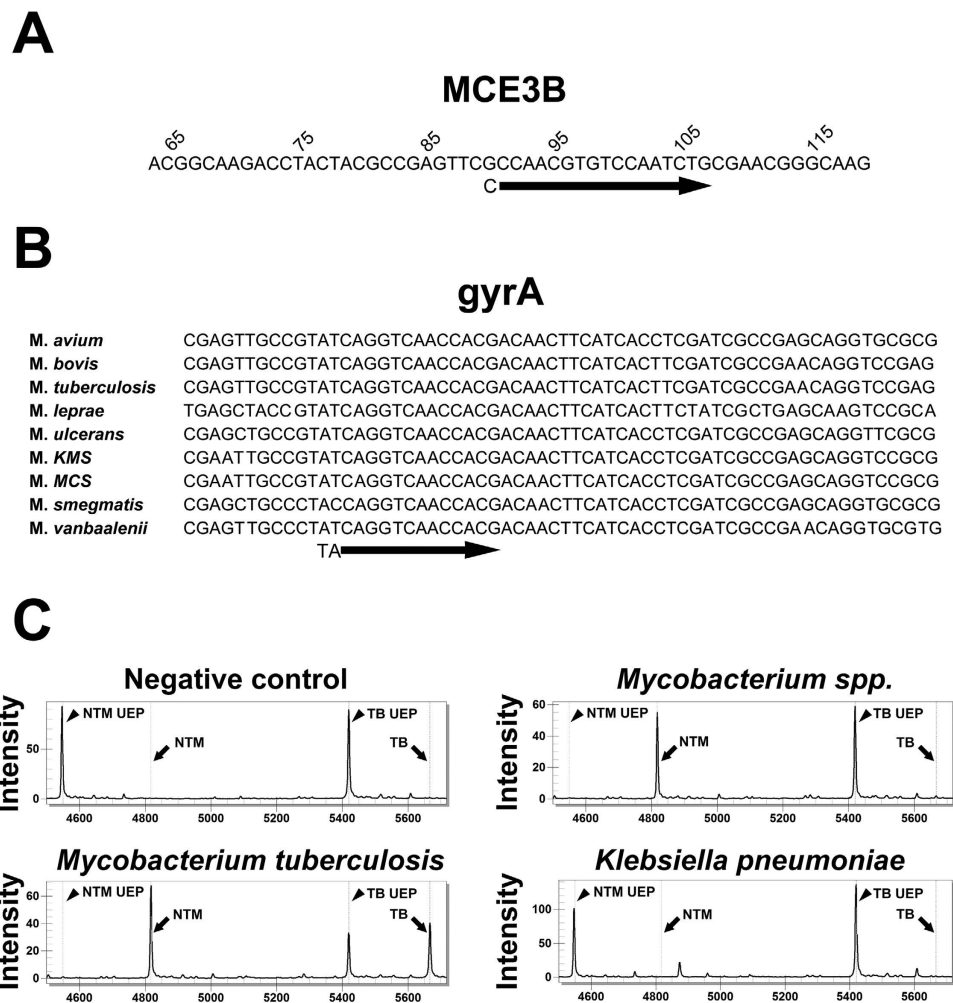 A
MCE3B
65 75 85 95 105 115
ACGGCAAGACCTACTACGCCGAGTTCGCCAACGTGTCCAATCTGCGAACGGGCAAG
C
B
gyrA
M. avium CGAGTTGCCGTATCAGGTCAACCACGACAACTTCATCACCTCGATCGCCGAGCAGGTGCGCG
M. bovis CGAGTTGCCGTATCAGGTCAACCACGACAACTTCATCACTTCGATCGCCGAACAGGTCCGAG
M. tuberculosis CGAGTTGCCGTATCAGGTCAACCACGACAACTTCATCACTTCGATCGCCGAACAGGTCCGAG
M. leprae TGAGCTACCGTATCAGGTCAACCACGACAACTTCATCACTTCTATCGCTGAGCAAGTCCGCA
M. ulcerans CGAGCTGCCGTATCAGGTCAACCACGACAACTTCATCACCTCGATCGCCGAGCAGGTTCGCG
M. KMS CGAATTGCCGTATCAGGTCAACCACGACAACTTCATCACCTCGATCGCCGAGCAGGTCCGCG
M. MCS CGAATTGCCGTATCAGGTCAACCACGACAACTTCATCACCTCGATCGCCGAGCAGGTCCGCG
M. smegmatis CGAGCTGCCCTACCAGGTCAACCACGACAACTTCATCACCTCGATCGCCGAGCAGGTGCGCG
M. vanbaalenii CGAGTTGCCCTATCAGGTCAACCACGACAACTTCATCACCTCGATCGCCGAACAGGTGCGTG
TA
C
Negative control
Intensity
50
0
NTM UEP
NTM
TB UEP
TB
4600 4800 5000 5200 5400 5600
Mycobacterium spp.
Intensity
60
40
20
0
NTM UEP
NTM
TB UEP
TB
4600 4800 5000 5200 5400 5600
Mycobacterium tuberculosis
Intensity
60
40
20
0
NTM UEP
NTM
TB UEP
TB
4600 4800 5000 5200 5400 5600
Klebsiella pneumoniae
Intensity
100
50
0
NTM UEP
NTM
TB UEP
TB
4600 4800 5000 5200 5400 5600